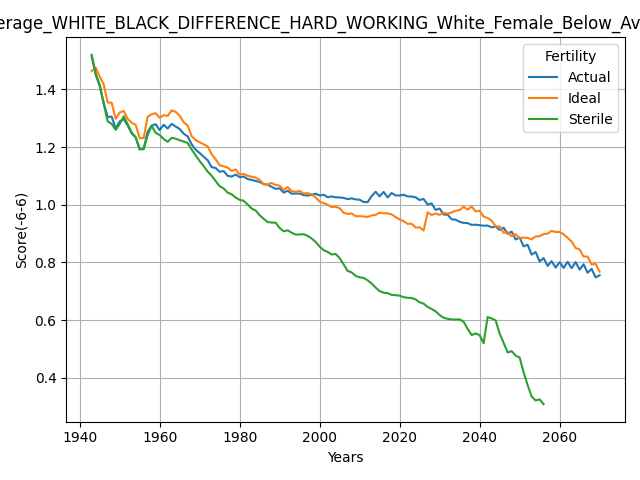 erage_WHITE_BLACK_DIFFERENCE_HARD_WORKING_White_Female_Below_Av
Fertility
Actual
Ideal
Sterile
Score(-6-6)
1.4
1.2
1.0
0.8
0.6
0.4
1940 1960 1980 2000 2020 2040 2060
Years